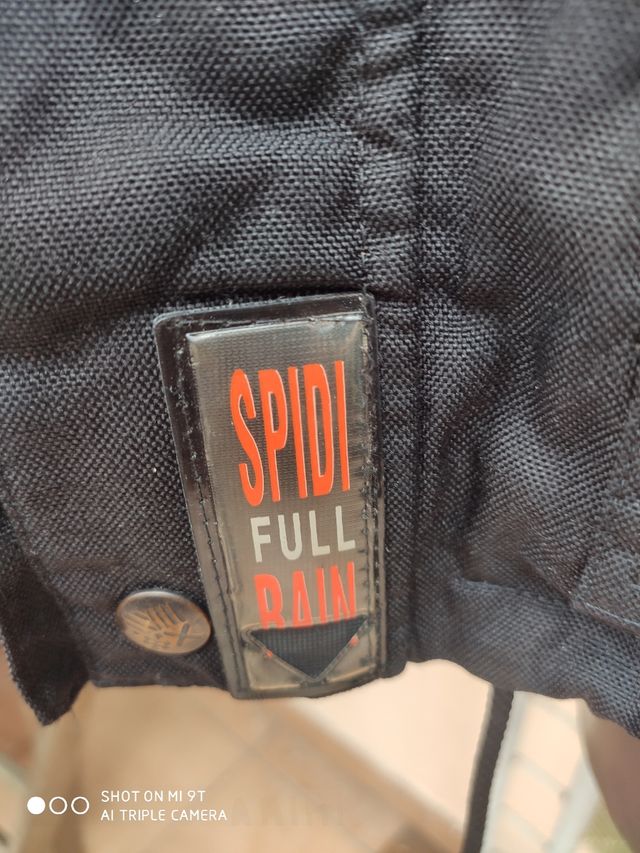 SPIDI
FULL
RAIN
SHOT ON MI 9T
AI TRIPLE CAMERA